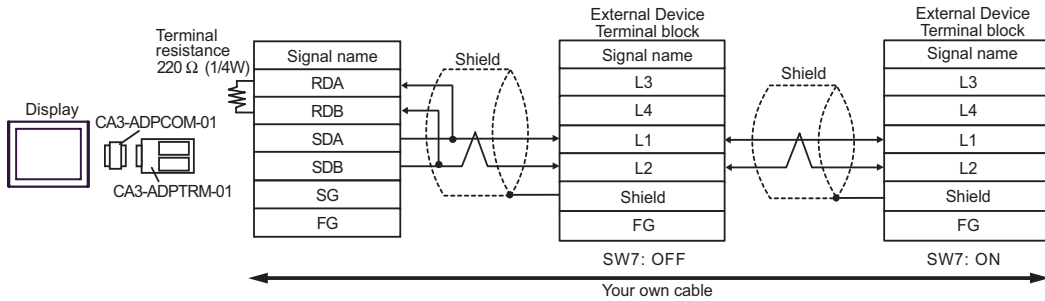 Terminal
resistance
220 Ω (1/4W)
Display
CA3-ADPCOM-01
CA3-ADPTRM-01
Signal name
RDA
RDB
SDA
SDB
SG
FG
Shield
External Device
Terminal block
Signal name
L3
L4
L1
L2
Shield
FG
SW7: OFF
Shield
External Device
Terminal block
Signal name
L3
L4
L1
L2
Shield
FG
SW7: ON
Your own cable